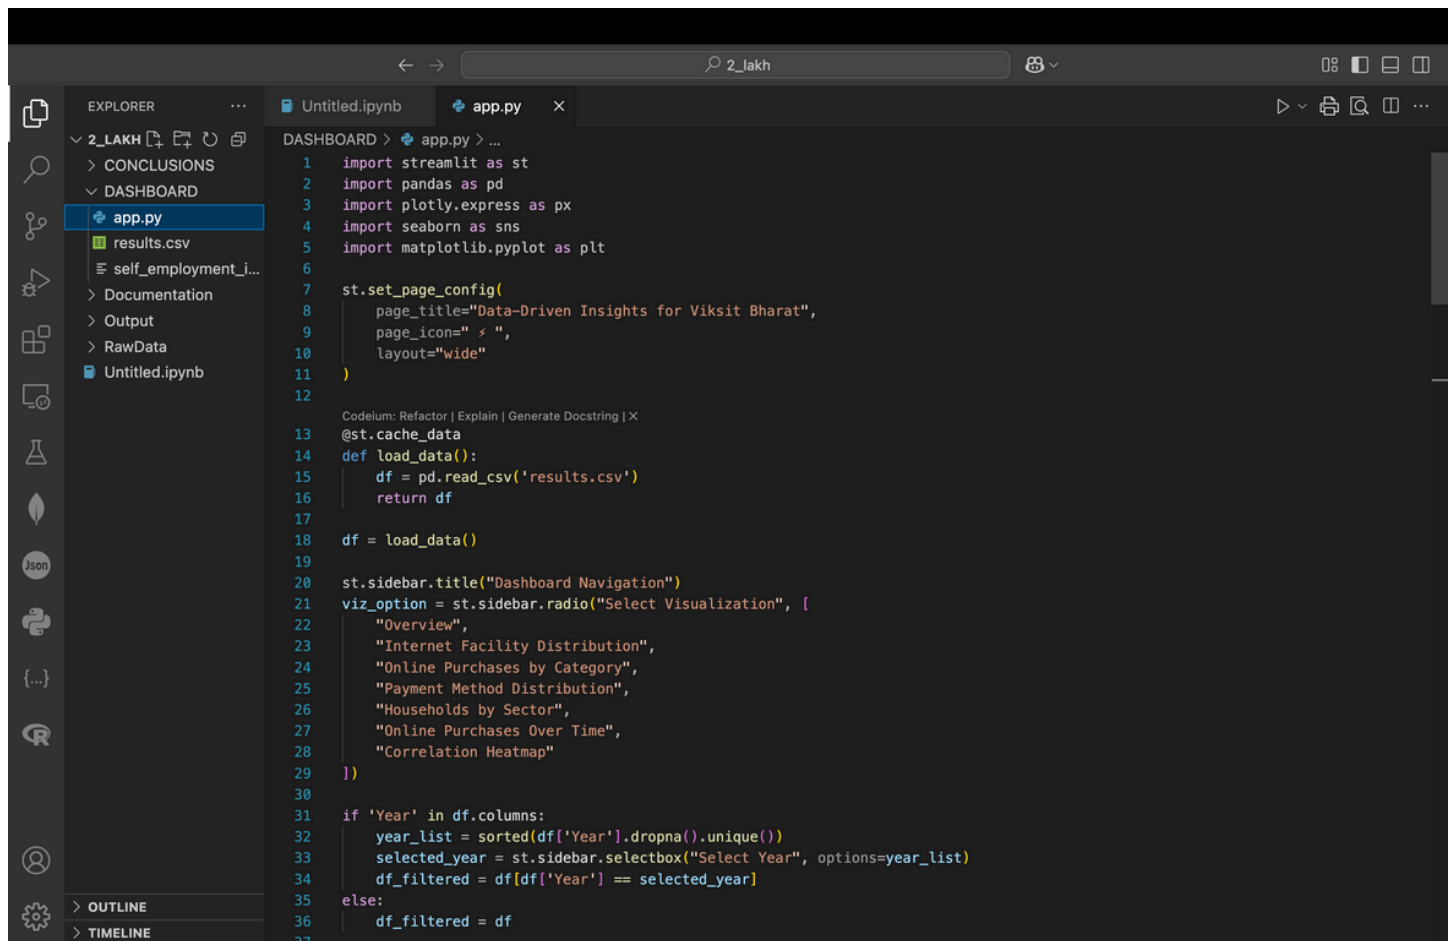 2_lakh
EXPLORER ...
Untitled.ipynb
app.py
2_LAKH
DASHBOARD > app.py > ...
CONCLUSIONS
DASHBOARD
app.py
results.csv
self_employment_i...
Documentation
Output
RawData
Untitled.ipynb
Json
{...}
R
OUTLINE
TIMELINE
1 import streamlit as st
2 import pandas as pd
3 import plotly.express as px
4 import seaborn as sns
5 import matplotlib.pyplot as plt
6
7 st.set_page_config(
8     page_title="Data-Driven Insights for Viksit Bharat",
9     page_icon=" ⚡ ",
10     layout="wide"
11 )
12
Codeium: Refactor | Explain | Generate Docstring | X
13 @st.cache_data
14 def load_data():
15     df = pd.read_csv('results.csv')
16     return df
17
18 df = load_data()
19
20 st.sidebar.title("Dashboard Navigation")
21 viz_option = st.sidebar.radio("Select Visualization", [
22     "Overview",
23     "Internet Facility Distribution",
24     "Online Purchases by Category",
25     "Payment Method Distribution",
26     "Households by Sector",
27     "Online Purchases Over Time",
28     "Correlation Heatmap"
29 ])
30
31 if 'Year' in df.columns:
32     year_list = sorted(df['Year'].dropna().unique())
33     selected_year = st.sidebar.selectbox("Select Year", options=year_list)
34     df_filtered = df[df['Year'] == selected_year]
35 else:
36     df_filtered = df